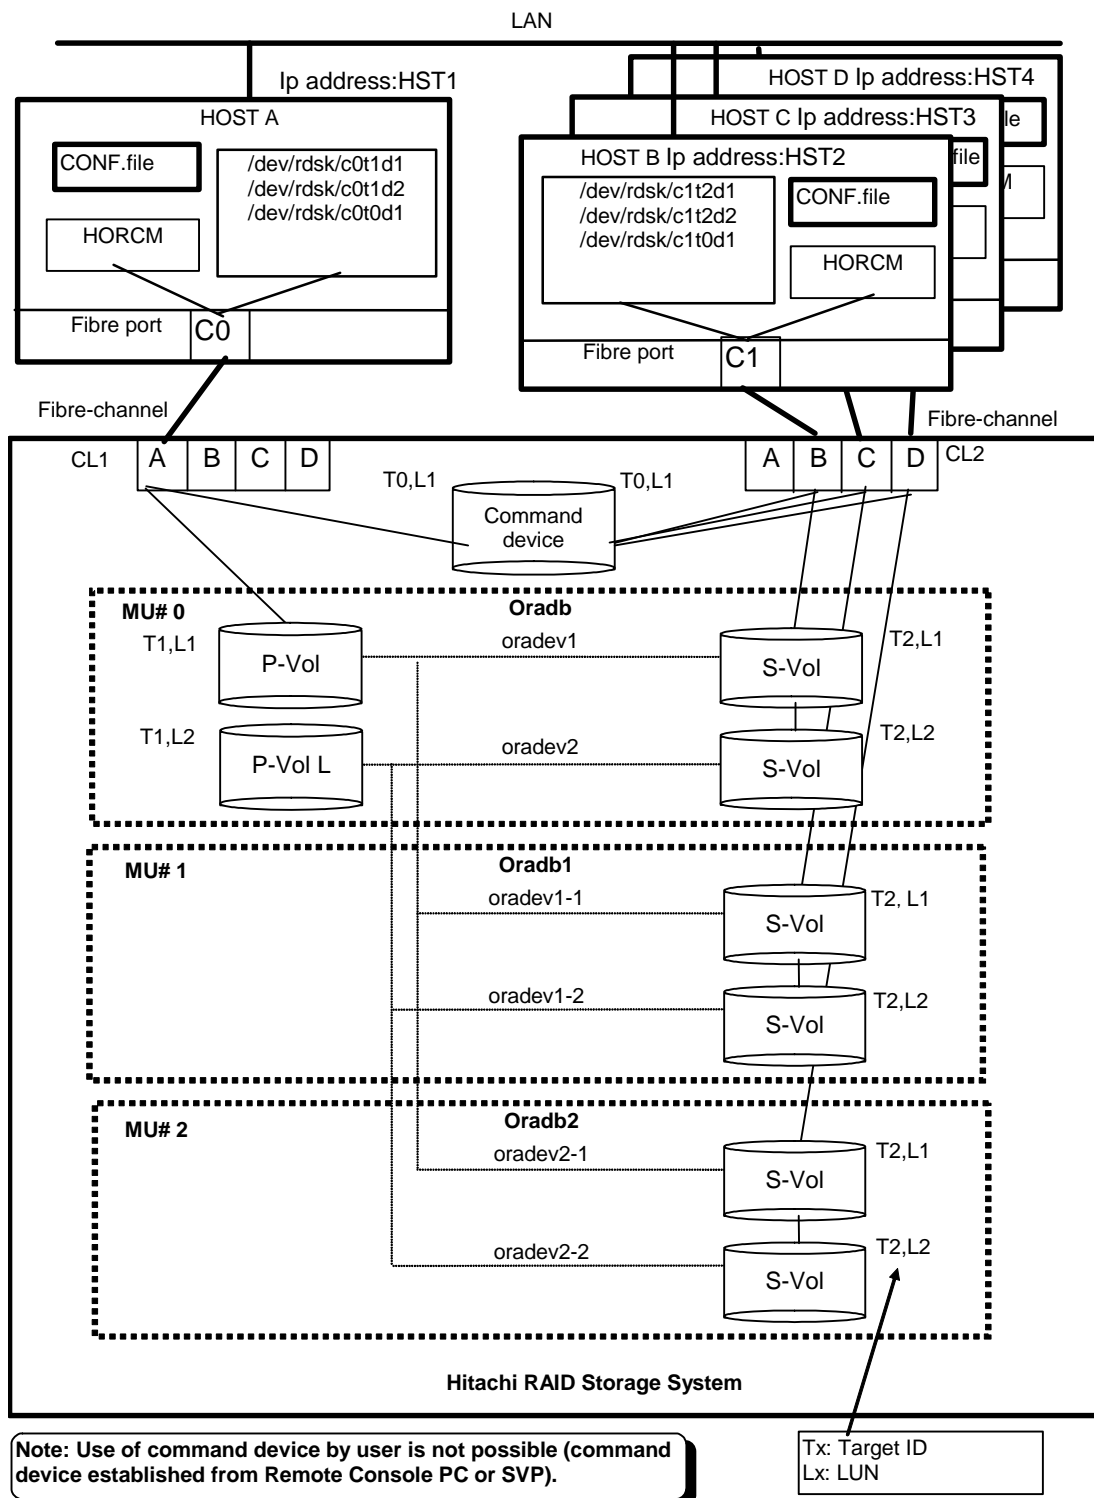 LAN
Ip address:HST1
HOST D Ip address:HST4
HOST A
HOST C Ip address:HST3
le
CONF.file
/dev/rdsk/c0t1d1
/dev/rdsk/c0t1d2
/dev/rdsk/c0t0d1
HOST B Ip address:HST2
file
/dev/rdsk/c1t2d1
/dev/rdsk/c1t2d2
/dev/rdsk/c1t0d1
CONF.file
M
HORCM
HORCM
Fibre port
C0
Fibre port
C1
Fibre-channel
Fibre-channel
CL1
A B C D
A B C D
CL2
T0,L1
T0,L1
Command
device
MU# 0
Oradb
T1,L1
P-Vol
oradev1
S-Vol
T2,L1
T1,L2
P-Vol L
oradev2
S-Vol
T2,L2
MU# 1
Oradb1
oradev1-1
S-Vol
T2, L1
oradev1-2
S-Vol
T2,L2
MU# 2
Oradb2
oradev2-1
S-Vol
T2,L1
oradev2-2
S-Vol
T2,L2
Hitachi RAID Storage System
Note: Use of command device by user is not possible (command
device established from Remote Console PC or SVP).
Tx: Target ID
Lx: LUN